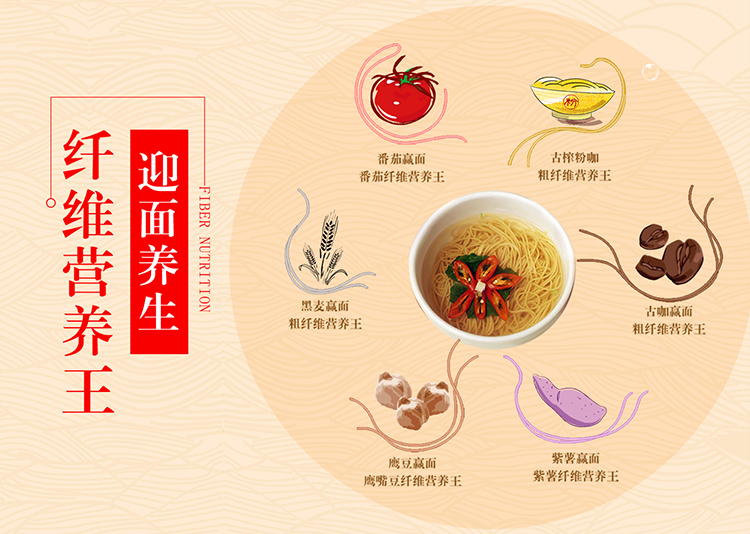 纤维营养王
迎面养生
FIBER NUTRITION
番茄赢面
番茄纤维营养王
古榨粉咖
粗纤维营养王
黑麦赢面
粗纤维营养王
古咖赢面
粗纤维营养王
鹰豆赢面
鹰嘴豆纤维营养王
紫薯赢面
紫薯纤维营养王